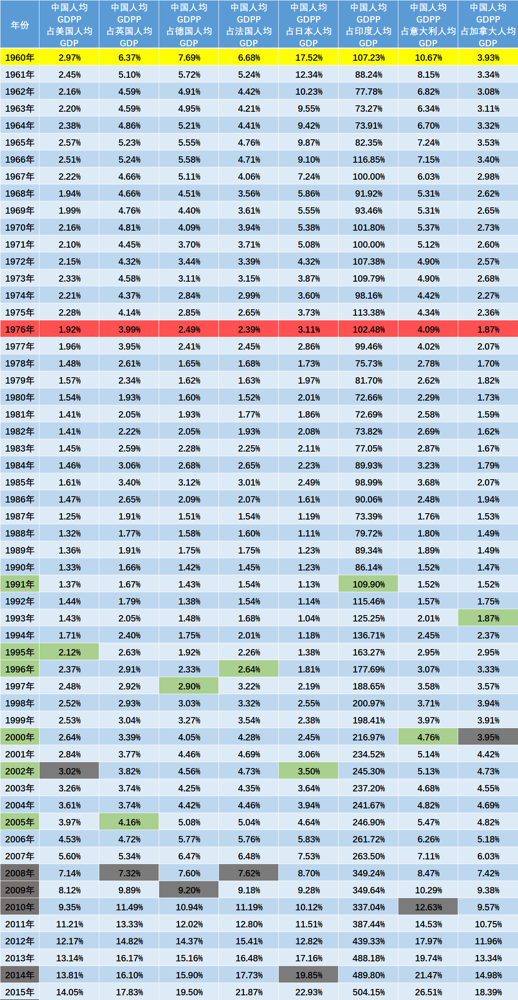 年份 中国人均GDPP占美国人均GDP 中国人均GDPP占英国人均GDP 中国人均GDPP占德国人均GDP 中国人均GDPP占法国人均GDP 中国人均GDPP占日本人均GDP 中国人均GDPP占印度人均GDP 中国人均GDPP占意大利人均GDP 中国人均GDPP占加拿大人均GDP
1960年 2.97% 6.37% 7.69% 6.68% 17.52% 107.23% 10.67% 3.93%
1961年 2.45% 5.10% 5.72% 5.24% 12.34% 88.24% 8.15% 3.34%
1962年 2.16% 4.59% 4.91% 4.42% 10.23% 77.78% 6.82% 3.08%
1963年 2.20% 4.59% 4.95% 4.21% 9.55% 73.27% 6.34% 3.11%
1964年 2.38% 4.86% 5.21% 4.41% 9.42% 73.91% 6.70% 3.32%
1965年 2.57% 5.23% 5.55% 4.76% 9.87% 82.35% 7.24% 3.53%
1966年 2.51% 5.24% 5.58% 4.71% 9.10% 116.85% 7.15% 3.40%
1967年 2.22% 4.66% 5.11% 4.06% 7.24% 100.00% 6.03% 2.98%
1968年 1.94% 4.66% 4.51% 3.56% 5.86% 91.92% 5.31% 2.62%
1969年 1.99% 4.76% 4.40% 3.61% 5.55% 93.46% 5.31% 2.65%
1970年 2.16% 4.81% 4.09% 3.94% 5.38% 101.80% 5.37% 2.73%
1971年 2.10% 4.45% 3.70% 3.71% 5.08% 100.00% 5.12% 2.60%
1972年 2.15% 4.32% 3.44% 3.39% 4.32% 107.38% 4.90% 2.57%
1973年 2.33% 4.58% 3.11% 3.15% 3.87% 109.79% 4.90% 2.68%
1974年 2.21% 4.37% 2.84% 2.99% 3.60% 98.16% 4.42% 2.27%
1975年 2.28% 4.14% 2.85% 2.65% 3.73% 113.38% 4.34% 2.36%
1976年 1.92% 3.99% 2.49% 2.39% 3.11% 102.48% 4.09% 1.87%
1977年 1.96% 3.95% 2.41% 2.45% 2.86% 99.46% 4.02% 2.07%
1978年 1.48% 2.61% 1.65% 1.68% 1.73% 75.73% 2.78% 1.70%
1979年 1.57% 2.34% 1.62% 1.63% 1.97% 81.70% 2.62% 1.82%
1980年 1.54% 1.93% 1.60% 1.52% 2.01% 72.66% 2.29% 1.73%
1981年 1.41% 2.05% 1.93% 1.77% 1.86% 72.69% 2.58% 1.59%
1982年 1.41% 2.22% 2.05% 1.93% 2.08% 73.82% 2.69% 1.62%
1983年 1.45% 2.59% 2.28% 2.25% 2.11% 77.05% 2.87% 1.67%
1984年 1.46% 3.06% 2.68% 2.65% 2.23% 89.93% 3.23% 1.79%
1985年 1.61% 3.40% 3.12% 3.01% 2.49% 98.99% 3.68% 2.07%
1986年 1.47% 2.65% 2.09% 2.07% 1.61% 90.06% 2.48% 1.94%
1987年 1.25% 1.91% 1.51% 1.54% 1.19% 73.39% 1.76% 1.53%
1988年 1.32% 1.77% 1.58% 1.60% 1.11% 79.72% 1.80% 1.49%
1989年 1.36% 1.91% 1.75% 1.75% 1.23% 89.34% 1.89% 1.49%
1990年 1.33% 1.66% 1.42% 1.45% 1.23% 86.14% 1.52% 1.47%
1991年 1.37% 1.67% 1.43% 1.54% 1.13% 109.90% 1.52% 1.52%
1992年 1.44% 1.79% 1.38% 1.54% 1.14% 115.46% 1.57% 1.75%
1993年 1.43% 2.05% 1.48% 1.68% 1.04% 125.25% 2.01% 1.87%
1994年 1.71% 2.40% 1.75% 2.01% 1.18% 136.71% 2.45% 2.37%
1995年 2.12% 2.63% 1.92% 2.26% 1.38% 163.27% 2.95% 2.95%
1996年 2.37% 2.91% 2.33% 2.64% 1.81% 177.69% 3.07% 3.33%
1997年 2.48% 2.92% 2.90% 3.22% 2.19% 188.65% 3.58% 3.57%
1998年 2.52% 2.93% 3.03% 3.32% 2.55% 200.97% 3.71% 3.94%
1999年 2.53% 3.04% 3.27% 3.54% 2.38% 198.41% 3.97% 3.91%
2000年 2.64% 3.39% 4.05% 4.28% 2.45% 216.97% 4.76% 3.95%
2001年 2.84% 3.77% 4.46% 4.69% 3.06% 234.52% 5.14% 4.42%
2002年 3.02% 3.82% 4.56% 4.73% 3.50% 245.30% 5.13% 4.73%
2003年 3.26% 3.74% 4.25% 4.35% 3.64% 237.20% 4.68% 4.55%
2004年 3.61% 3.74% 4.42% 4.46% 3.94% 241.67% 4.82% 4.69%
2005年 3.97% 4.16% 5.08% 5.04% 4.64% 246.90% 5.47% 4.82%
2006年 4.53% 4.72% 5.77% 5.76% 5.83% 261.72% 6.26% 5.18%
2007年 5.60% 5.34% 6.47% 6.48% 7.53% 263.50% 7.11% 6.03%
2008年 7.14% 7.32% 7.60% 7.62% 8.70% 349.24% 8.47% 7.42%
2009年 8.12% 9.89% 9.20% 9.18% 9.28% 349.64% 10.29% 9.38%
2010年 9.35% 11.49% 10.94% 11.19% 10.12% 337.04% 12.63% 9.57%
2011年 11.21% 13.33% 12.02% 12.80% 11.51% 387.44% 14.53% 10.75%
2012年 12.17% 14.82% 14.37% 15.41% 12.82% 439.33% 17.97% 11.96%
2013年 13.14% 16.17% 15.16% 16.48% 17.16% 488.18% 19.74% 13.34%
2014年 13.81% 16.10% 15.90% 17.73% 19.85% 489.80% 21.47% 14.98%
2015年 14.05% 17.83% 19.50% 21.87% 22.93% 504.15% 26.51% 18.39%